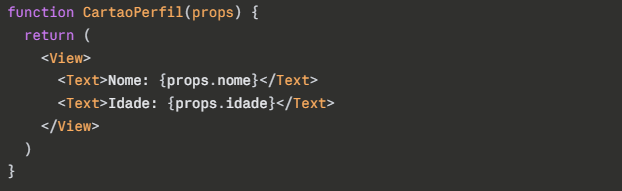 function CartaoPerfil(props) {
  return (
    <View>
      <Text>Nome: {props.nome}</Text>
      <Text>Idade: {props.idade}</Text>
    </View>
  )
}